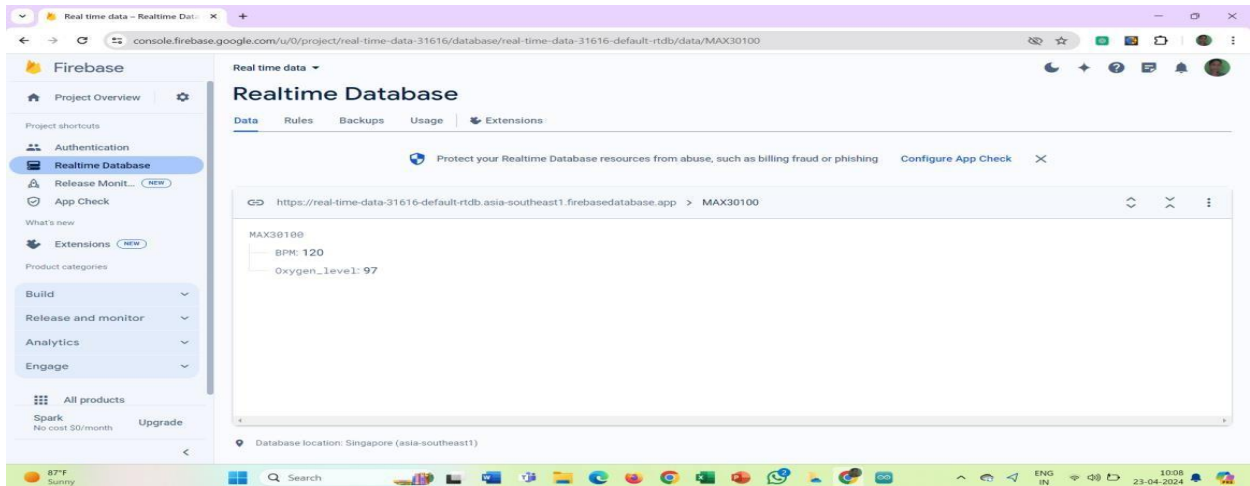 Real time data – Realtime Data
console.firebase.google.com/u/0/project/real-time-data-31616/database/real-time-data-31616-default-rtdb/data/MAX30100
Firebase
Project Overview
Project shortcuts
Authentication
Realtime Database
Release Monit... NEW
App Check
What's new
Extensions NEW
Product categories
Build
Release and monitor
Analytics
Engage
All products
Spark
No cost $0/month
Upgrade
Real time data
Realtime Database
Data Rules Backups Usage Extensions
Protect your Realtime Database resources from abuse, such as billing fraud or phishing Configure App Check
https://real-time-data-31616-default-rtdb.asia-southeast1.firebasedatabase.app > MAX30100
MAX30100
BPM: 120
Oxygen_level: 97
Database location: Singapore (asia-southeast1)
87°F
Sunny
Search
ENG
IN
10:08
23-04-2024